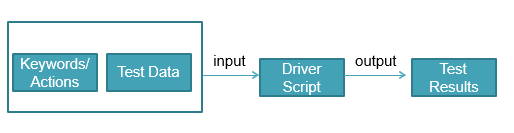 Keywords/
Actions
Test Data
input
Driver
Script
output
Test
Results